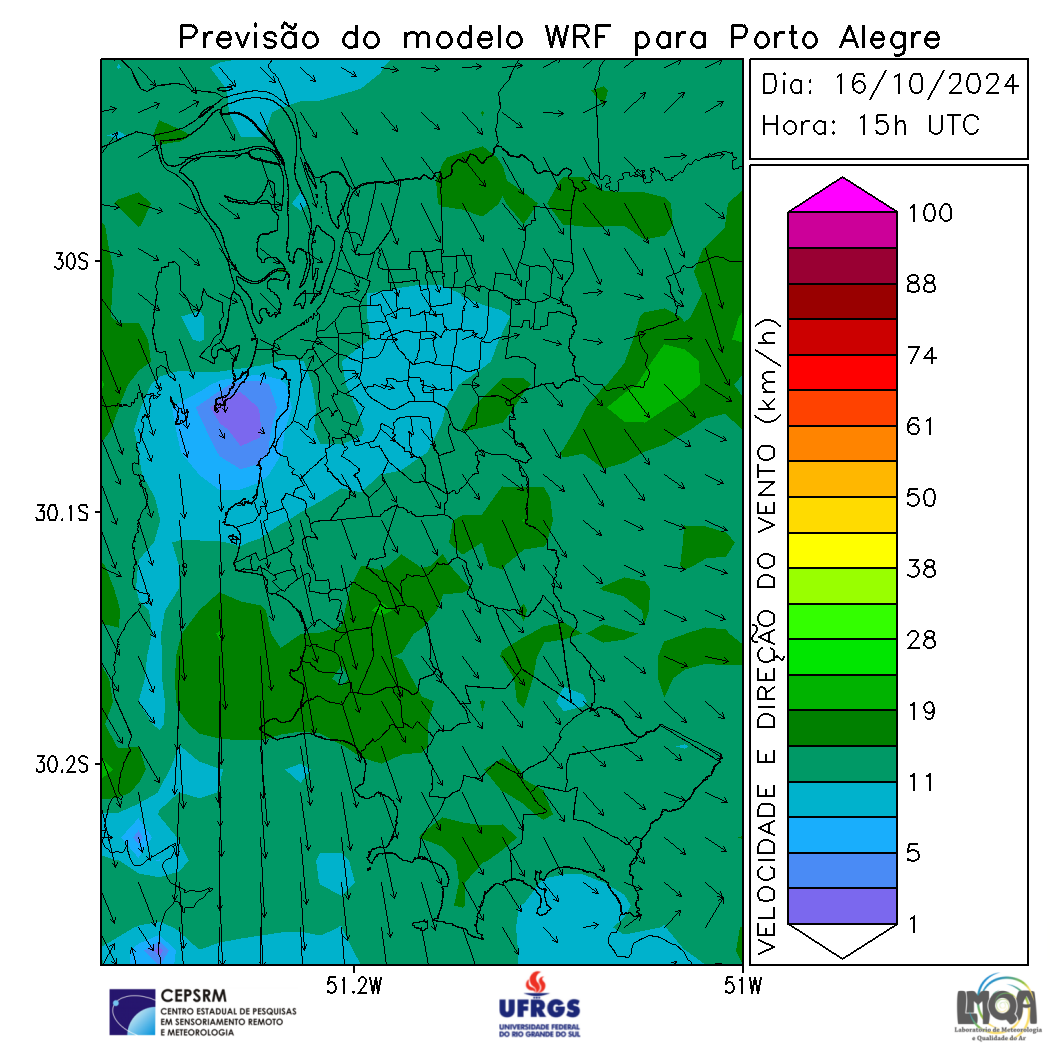 Previsão do modelo WRF para Porto Alegre
Dia: 16/10/2024
Hora: 15h UTC
30S
30.1S
30.2S
51.2W
51W
VELOCIDADE E DIREÇÃO DO VENTO (km/h)
100
88
74
61
50
38
28
19
11
5
1
CEPSRM
CENTRO ESTADUAL DE PESQUISAS
EM SENSORIAMENTO REMOTO
E METEOROLOGIA
UFRGS
UNIVERSIDADE FEDERAL
DO RIO GRANDE DO SUL
LMQA
Laboratório de Meteorologia
e Qualidade do Ar